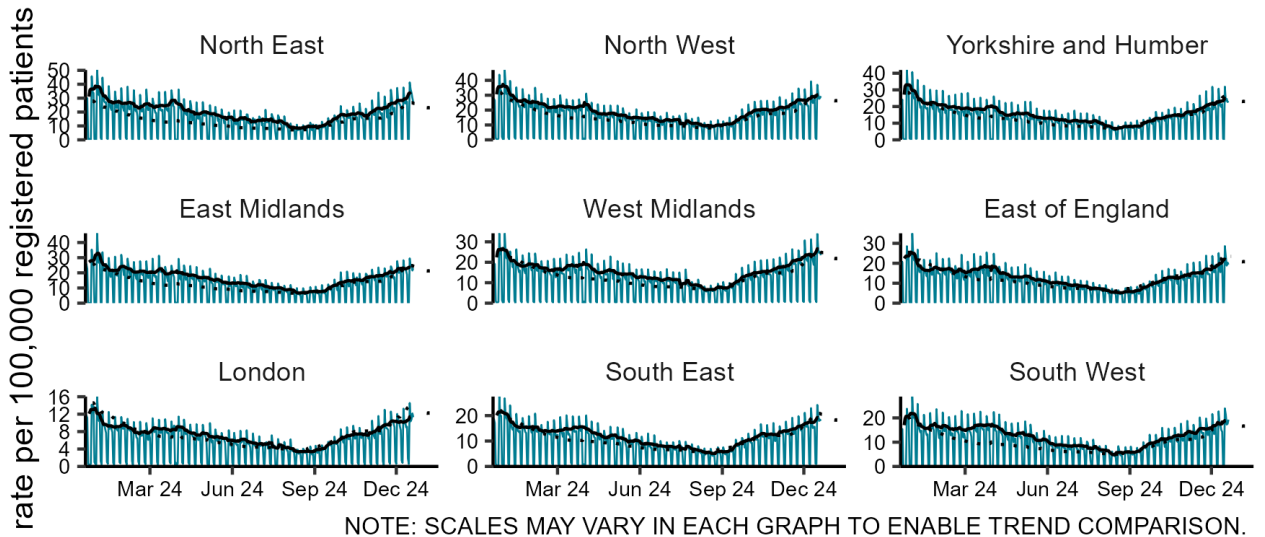 rate per 100,000 registered patients
North East
50
40
30
20
10
0
North West
40
30
20
10
0
Yorkshire and Humber
40
30
20
10
0
East Midlands
40
30
20
10
0
West Midlands
30
20
10
0
East of England
30
20
10
0
London
16
12
8
4
0
Mar 24 Jun 24 Sep 24 Dec 24
South East
20
10
0
Mar 24 Jun 24 Sep 24 Dec 24
South West
20
10
0
Mar 24 Jun 24 Sep 24 Dec 24
NOTE: SCALES MAY VARY IN EACH GRAPH TO ENABLE TREND COMPARISON.